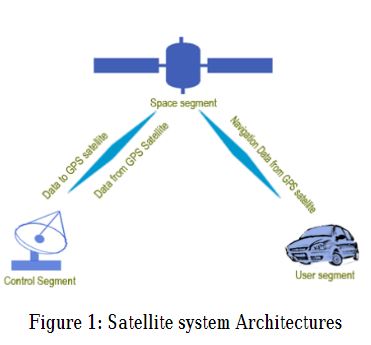 Space segment
Data to GPS satellite
Data from GPS Satellite
Navigation Data from GPS satellite
Control Segment
User segment
Figure 1: Satellite system Architectures